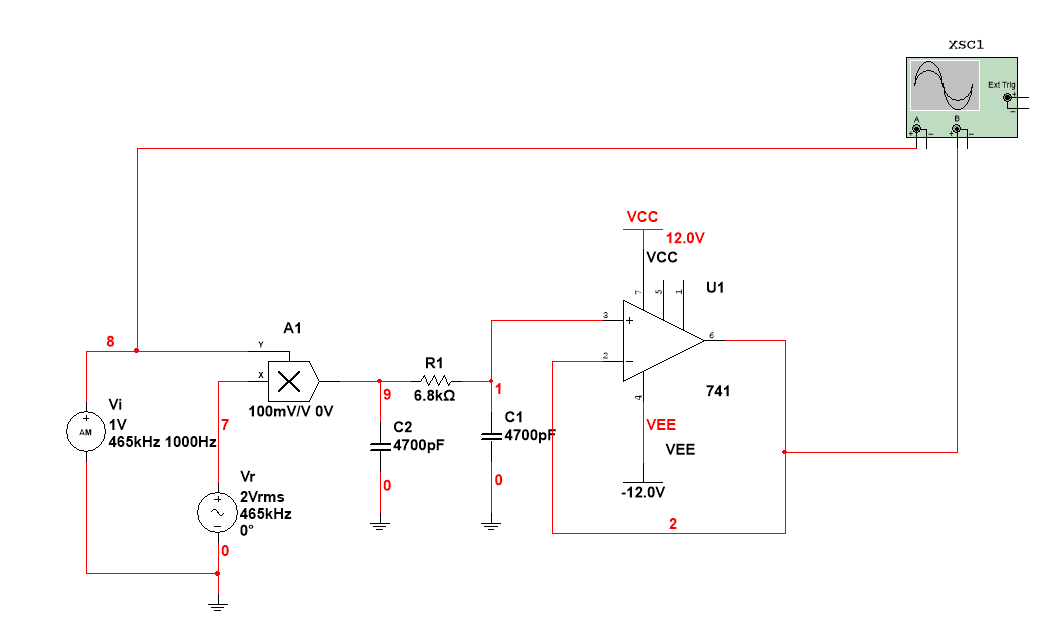 XSC1
Ext Trig
+
−
A
B
+ − + −
VCC
12.0V
VCC
7
5
1
U1
8
A1
Y
X
100mV/V 0V
R1
6.8kΩ
9
1
3
+
2
−
6
741
4
Vi
1V
465kHz 1000Hz
+
AM
7
C2
4700pF
0
C1
4700pF
0
VEE
VEE
-12.0V
2
Vr
2Vrms
465kHz
0°
+
−
0